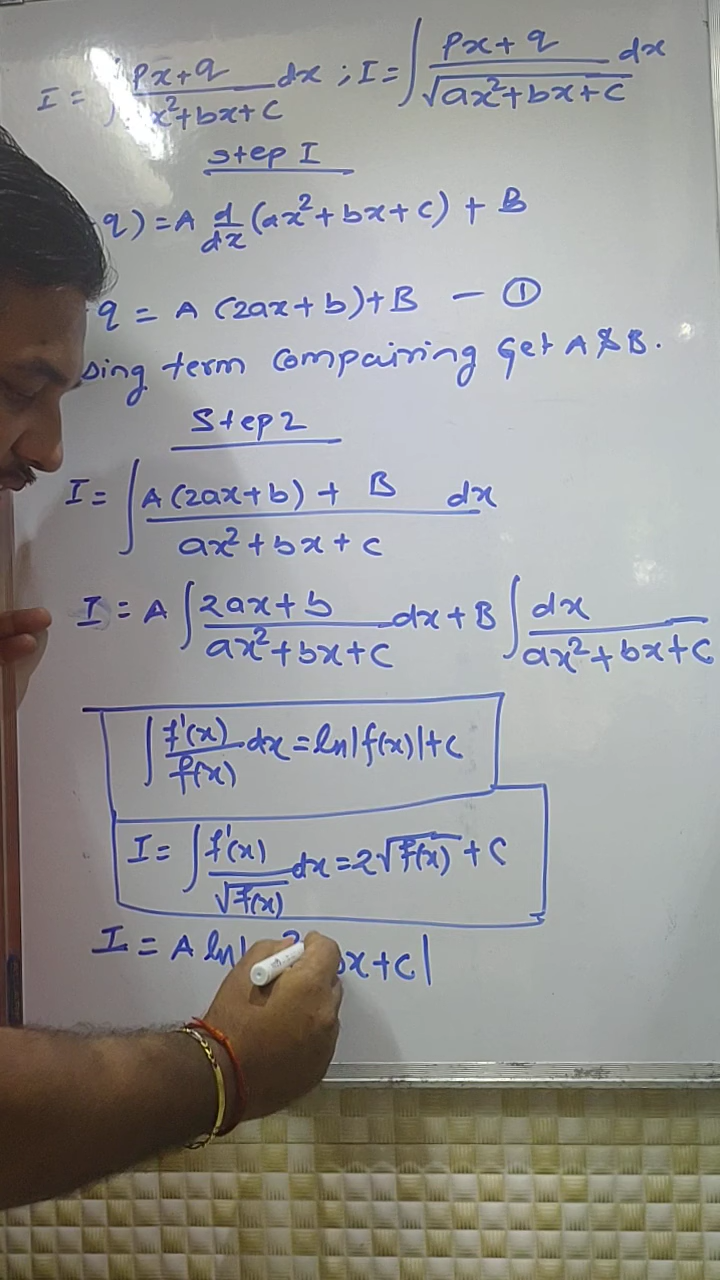 I = ∫ px+q / x²+bx+c dx ; I = ∫ px+q / √ax²+bx+c dx
Step I
q) = A d/dx (ax²+bx+c) + B
q = A (2ax+b)+B — ①
sing term compairing get A & B.
Step 2
I = ∫ A(2ax+b) + B / ax²+bx+c dx
I = A ∫ 2ax+b / ax²+bx+c dx + B ∫ dx / ax²+bx+c
∫ f'(x) / f(x) dx = ln|f(x)|+c
I = ∫ f'(x) / √f(x) dx = 2√f(x) + c
I = A ln| x+c|